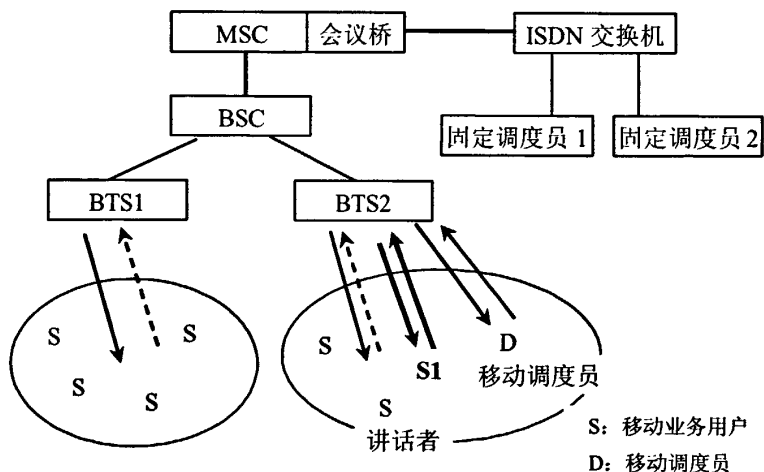 MSC 会议桥 ISDN 交换机
BSC
固定调度员 1 固定调度员 2
BTS1 BTS2
S S S S
S S1 S
D
移动调度员
讲话者
S：移动业务用户
D：移动调度员